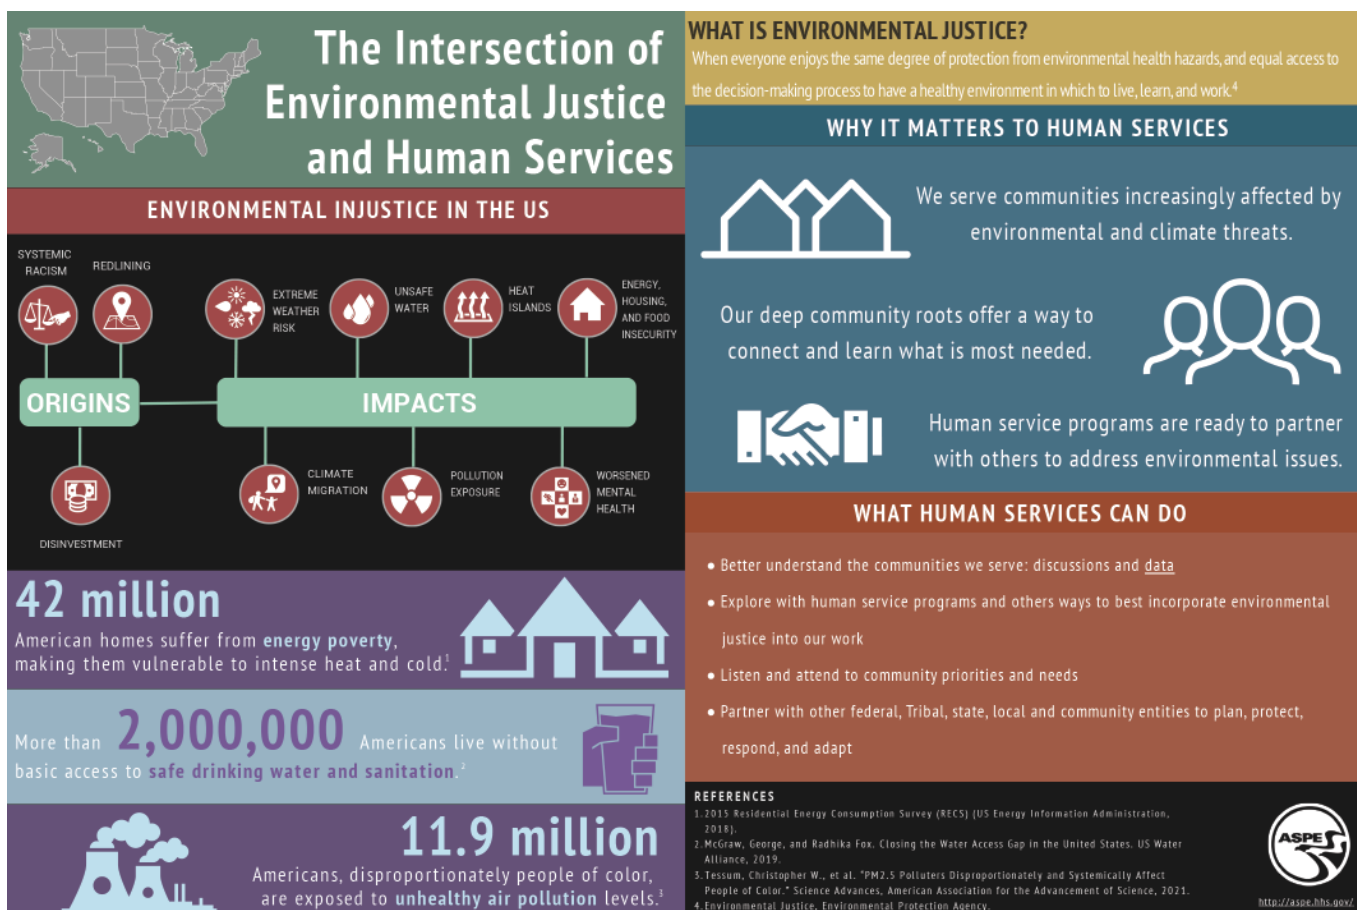 The Intersection of
Environmental Justice
and Human Services
ENVIRONMENTAL INJUSTICE IN THE US
SYSTEMIC
RACISM
REDLINING
EXTREME
WEATHER
RISK
UNSAFE
WATER
HEAT
ISLANDS
ENERGY,
HOUSING,
AND FOOD
INSECURITY
ORIGINS
IMPACTS
DISINVESTMENT
CLIMATE
MIGRATION
POLLUTION
EXPOSURE
WORSENED
MENTAL
HEALTH
42 million
American homes suffer from energy poverty,
making them vulnerable to intense heat and cold.1
More than 2,000,000 Americans live without
basic access to safe drinking water and sanitation.2
11.9 million
Americans, disproportionately people of color,
are exposed to unhealthy air pollution levels.3
WHAT IS ENVIRONMENTAL JUSTICE?
When everyone enjoys the same degree of protection from environmental health hazards, and equal access to
the decision-making process to have a healthy environment in which to live, learn, and work.4
WHY IT MATTERS TO HUMAN SERVICES
We serve communities increasingly affected by
environmental and climate threats.
Our deep community roots offer a way to
connect and learn what is most needed.
Human service programs are ready to partner
with others to address environmental issues.
WHAT HUMAN SERVICES CAN DO
• Better understand the communities we serve: discussions and data
• Explore with human service programs and others ways to best incorporate environmental
justice into our work
• Listen and attend to community priorities and needs
• Partner with other federal, Tribal, state, local and community entities to plan, protect,
respond, and adapt
REFERENCES
1. 2015 Residential Energy Consumption Survey (RECS) (US Energy Information Administration,
2018).
2. McGraw, George, and Radhika Fox. Closing the Water Access Gap in the United States. US Water
Alliance, 2019.
3. Tessum, Christopher W., et al. "PM2.5 Polluters Disproportionately and Systemically Affect
People of Color." Science Advances, American Association for the Advancement of Science, 2021.
4. Environmental Justice, Environmental Protection Agency.
ASPE
http://aspe.hhs.gov/